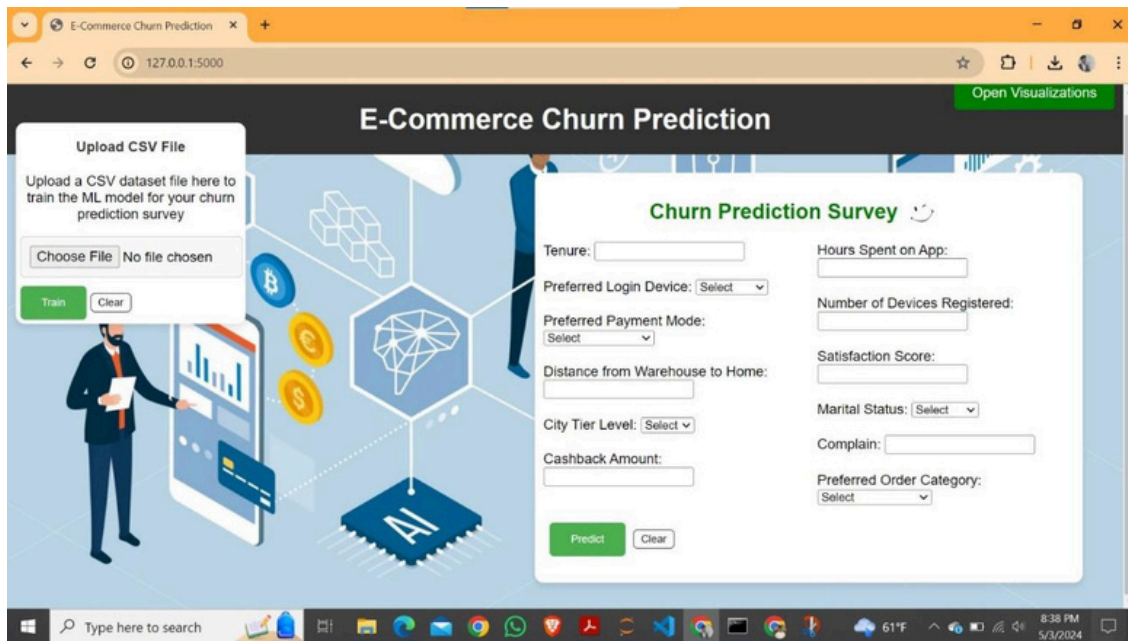 E-Commerce Churn Prediction
127.0.0.1:5000
Open Visualizations
E-Commerce Churn Prediction
Upload CSV File
Upload a CSV dataset file here to
train the ML model for your churn
prediction survey
Choose File No file chosen
Train Clear
Churn Prediction Survey
Tenure:
Preferred Login Device: Select
Preferred Payment Mode:
Select
Distance from Warehouse to Home:
City Tier Level: Select
Cashback Amount:
Hours Spent on App:
Number of Devices Registered:
Satisfaction Score:
Marital Status: Select
Complain:
Preferred Order Category:
Select
Predict Clear
AI
Type here to search
61°F
8:38 PM
5/3/2024